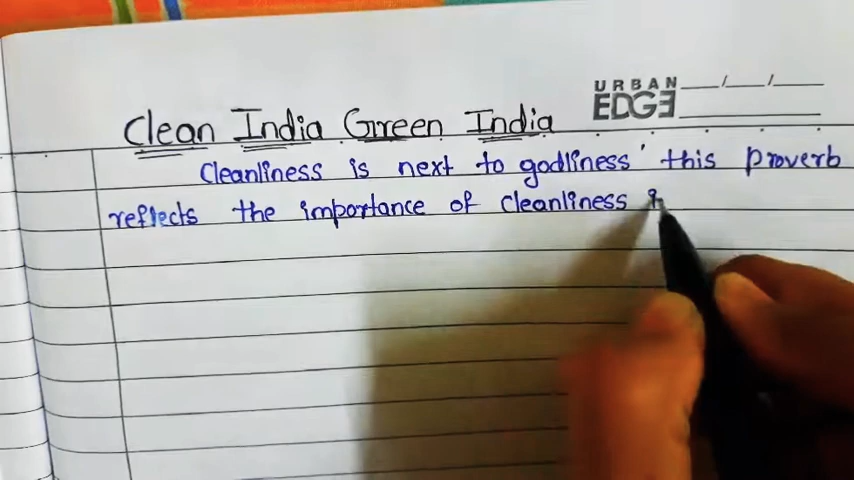 URBAN
EDGE
Clean India Green India
Cleanliness is next to godliness' this proverb
reflects the importance of cleanliness